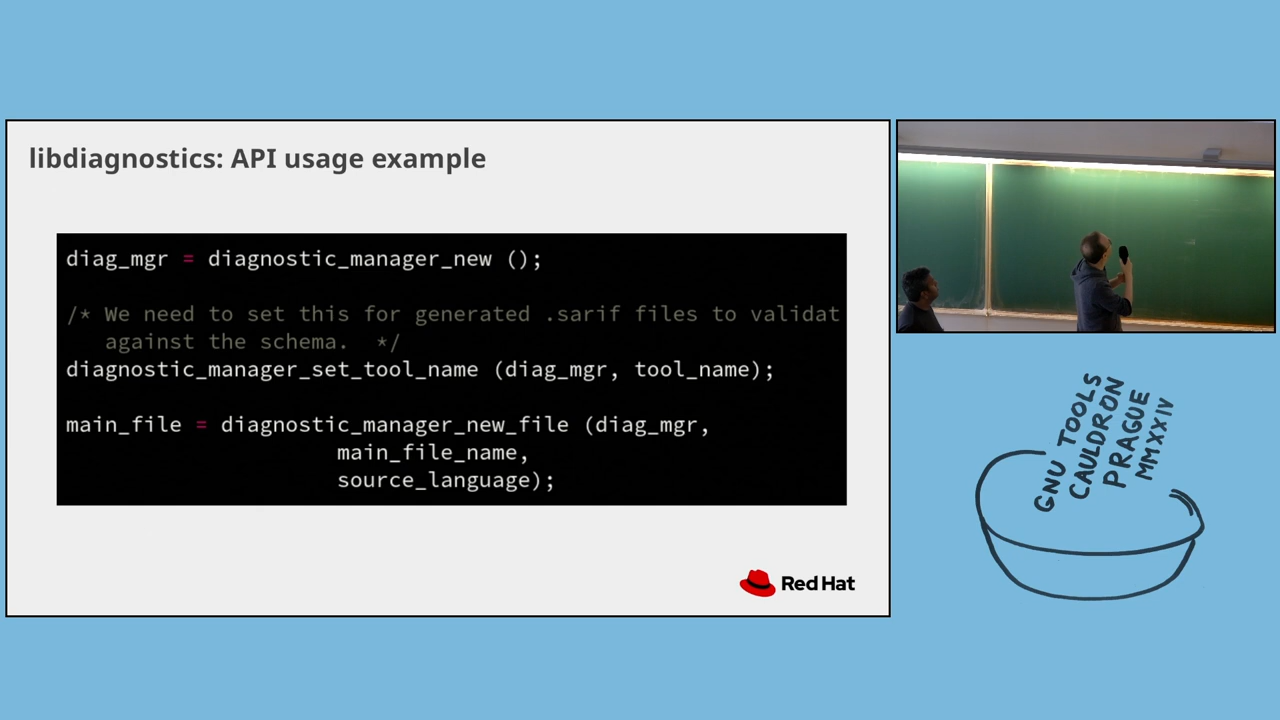 libdiagnostics: API usage example
diag_mgr = diagnostic_manager_new ();
/* We need to set this for generated .sarif files to validat
against the schema.  */
diagnostic_manager_set_tool_name (diag_mgr, tool_name);
main_file = diagnostic_manager_new_file (diag_mgr,
main_file_name,
source_language);
Red Hat
GNU TOOLS
CAULDRON
PRAGUE
MMXXIV